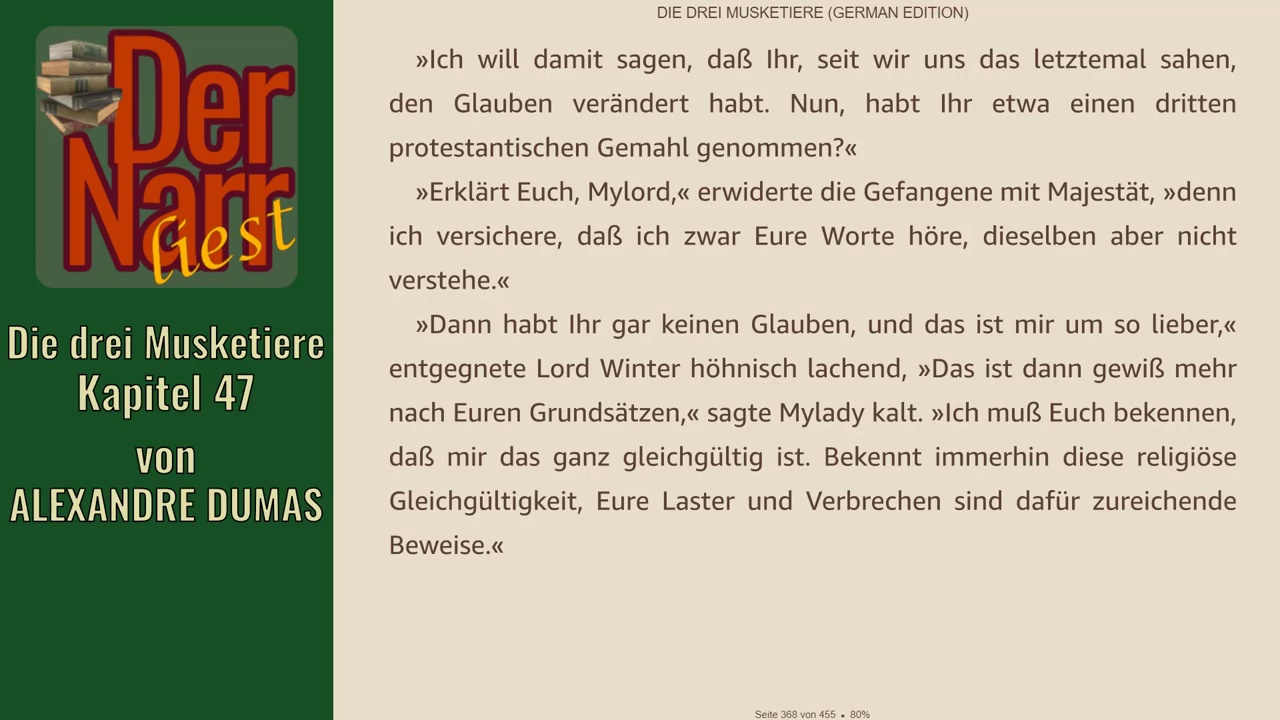 Der
Narr
liest
Die drei Musketiere
Kapitel 47
von
ALEXANDRE DUMAS
DIE DREI MUSKETIERE (GERMAN EDITION)
»Ich will damit sagen, daß Ihr, seit wir uns das letztemal sahen,
den Glauben verändert habt. Nun, habt Ihr etwa einen dritten
protestantischen Gemahl genommen?«
»Erklärt Euch, Mylord,« erwiderte die Gefangene mit Majestät, »denn
ich versichere, daß ich zwar Eure Worte höre, dieselben aber nicht
verstehe.«
»Dann habt Ihr gar keinen Glauben, und das ist mir um so lieber,«
entgegnete Lord Winter höhnisch lachend, »Das ist dann gewiß mehr
nach Euren Grundsätzen,« sagte Mylady kalt. »Ich muß Euch bekennen,
daß mir das ganz gleichgültig ist. Bekennt immerhin diese religiöse
Gleichgültigkeit, Eure Laster und Verbrechen sind dafür zureichende
Beweise.«
Seite 368 von 455 • 80%